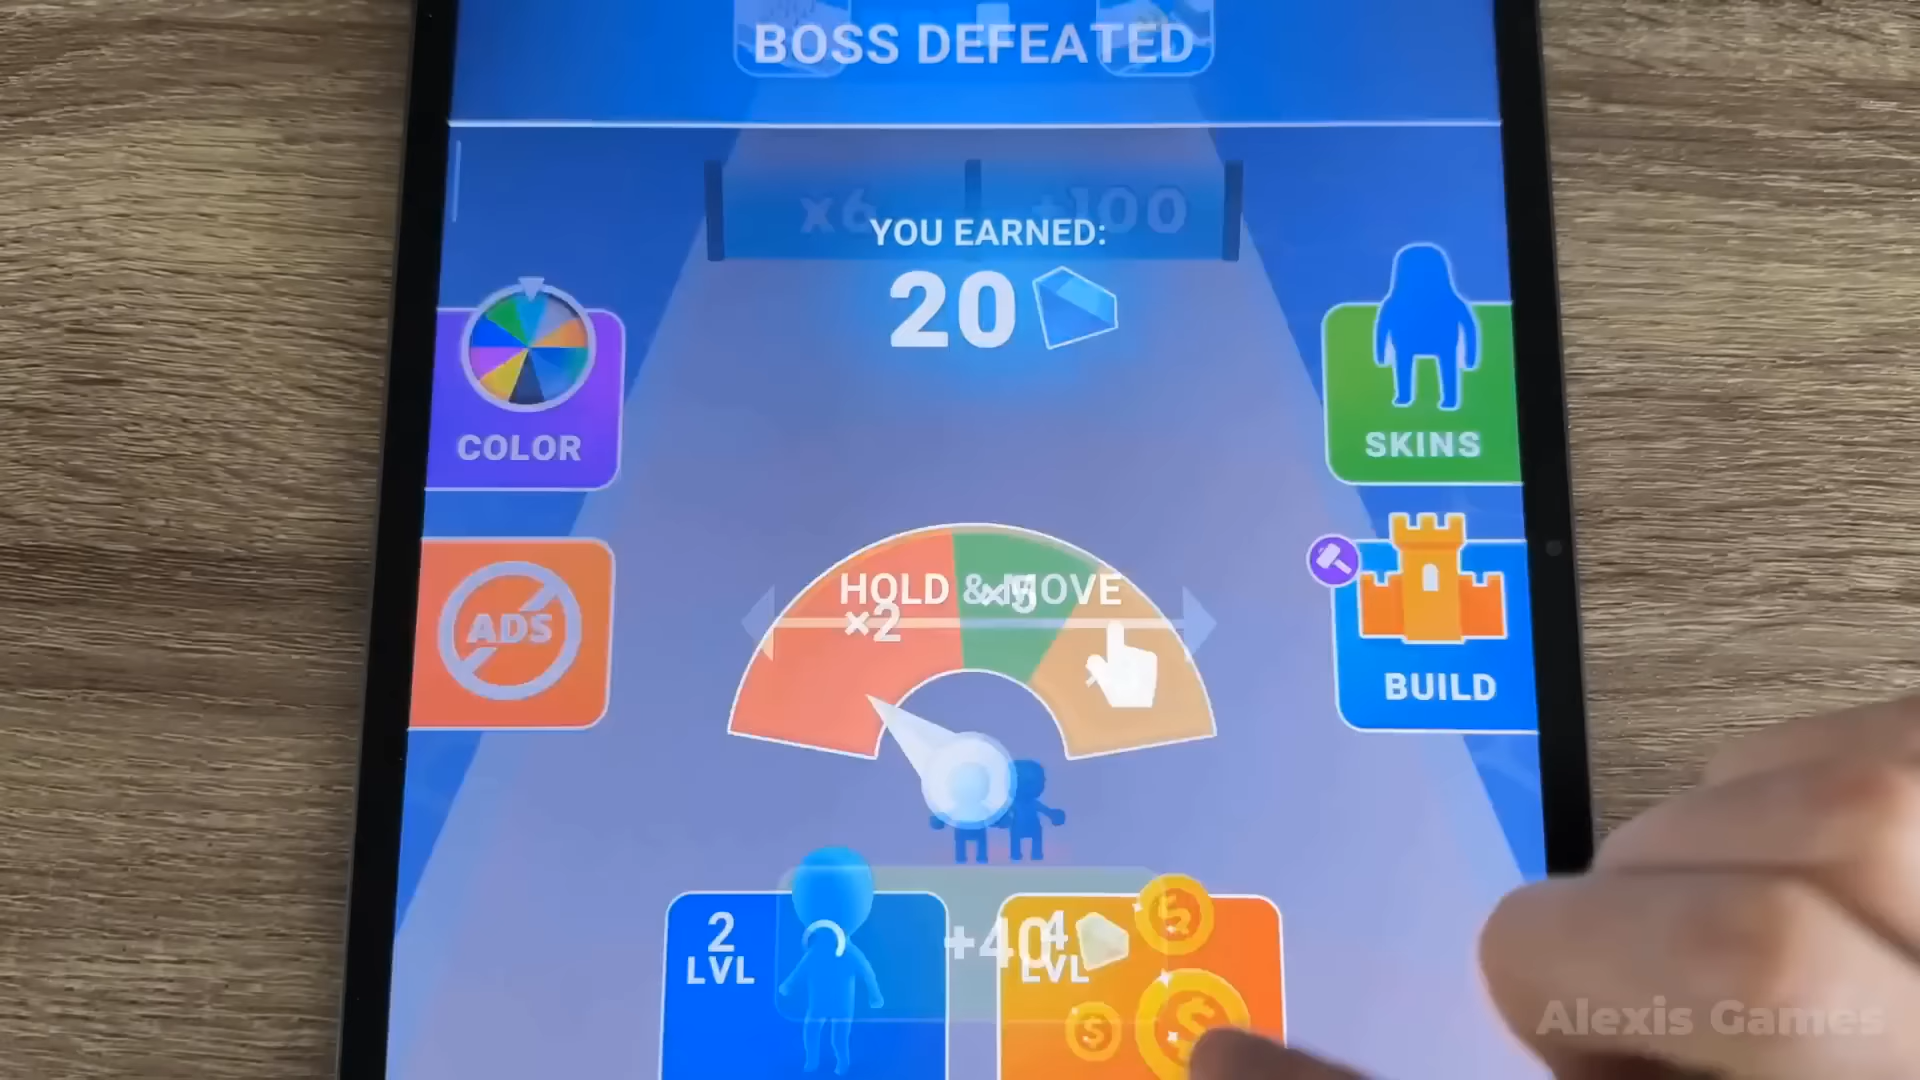 BOSS DEFEATED
x6
+100
YOU EARNED:
20
COLOR
SKINS
HOLD & MOVE
×2
×5
ADS
BUILD
2
LVL
+40
4
LVL
Alexis Games